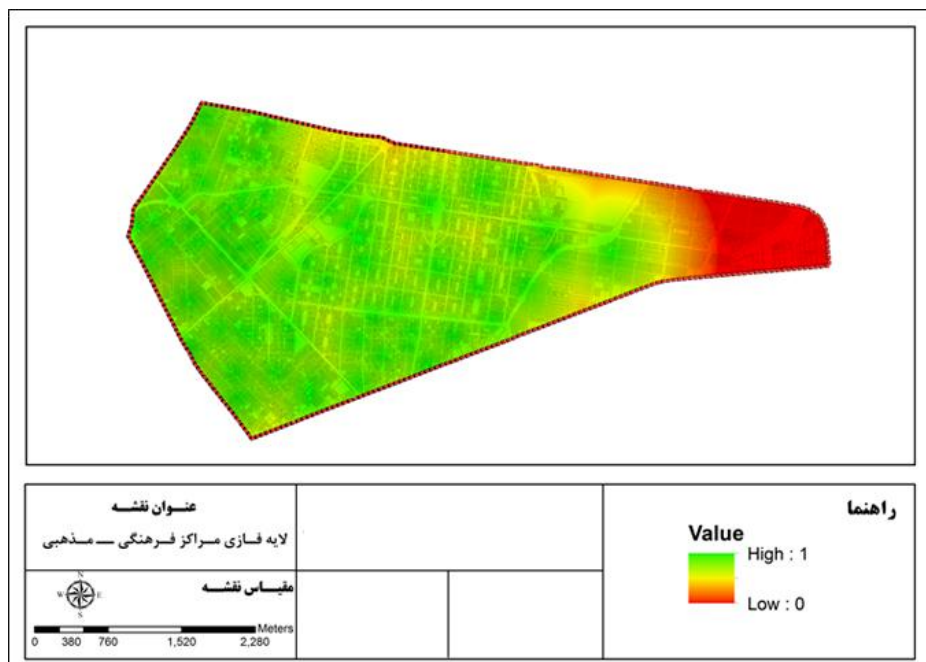 عنوان نقشه
لایه فازی مراکز فرهنگی ــ مذهبی
مقیاس نقشه
N
W E
S
Meters
0 380 760 1,520 2,280
راهنما
Value
High : 1
Low : 0